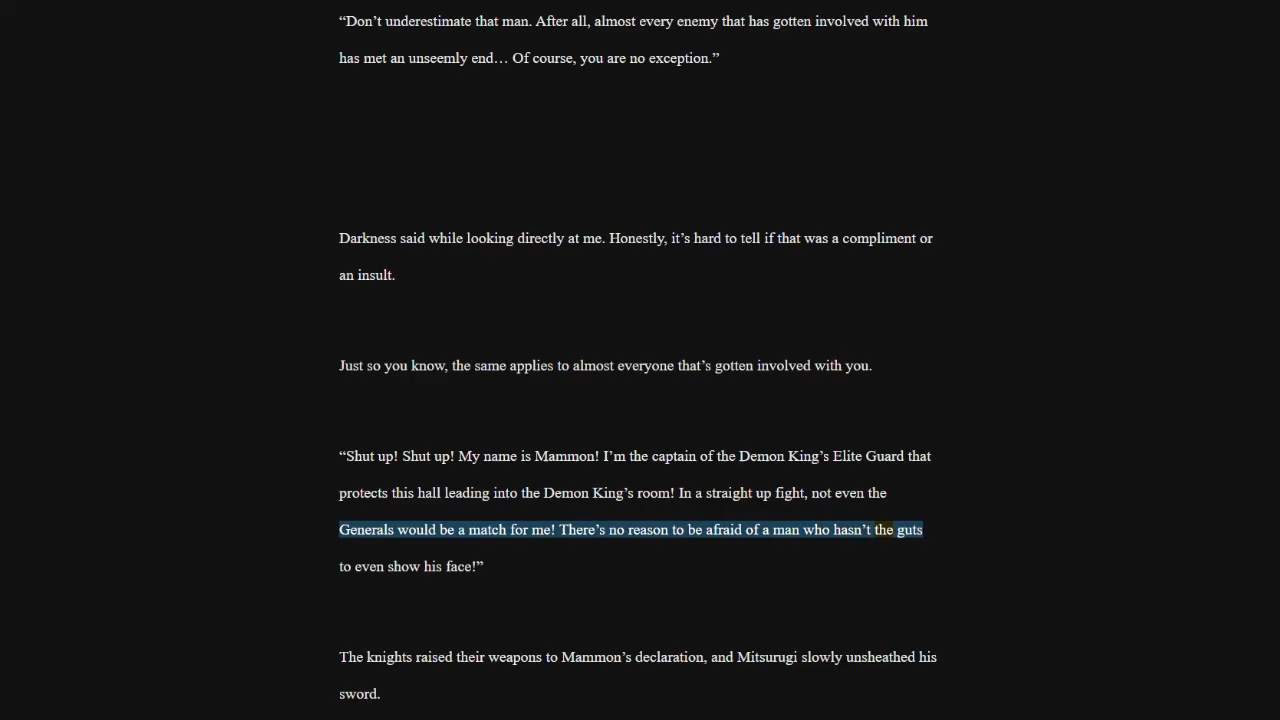 “Don’t underestimate that man. After all, almost every enemy that has gotten involved with him
has met an unseemly end… Of course, you are no exception.”
Darkness said while looking directly at me. Honestly, it’s hard to tell if that was a compliment or
an insult.
Just so you know, the same applies to almost everyone that’s gotten involved with you.
“Shut up! Shut up! My name is Mammon! I’m the captain of the Demon King’s Elite Guard that
protects this hall leading into the Demon King’s room! In a straight up fight, not even the
Generals would be a match for me! There’s no reason to be afraid of a man who hasn’t the guts
to even show his face!”
The knights raised their weapons to Mammon’s declaration, and Mitsurugi slowly unsheathed his
sword.